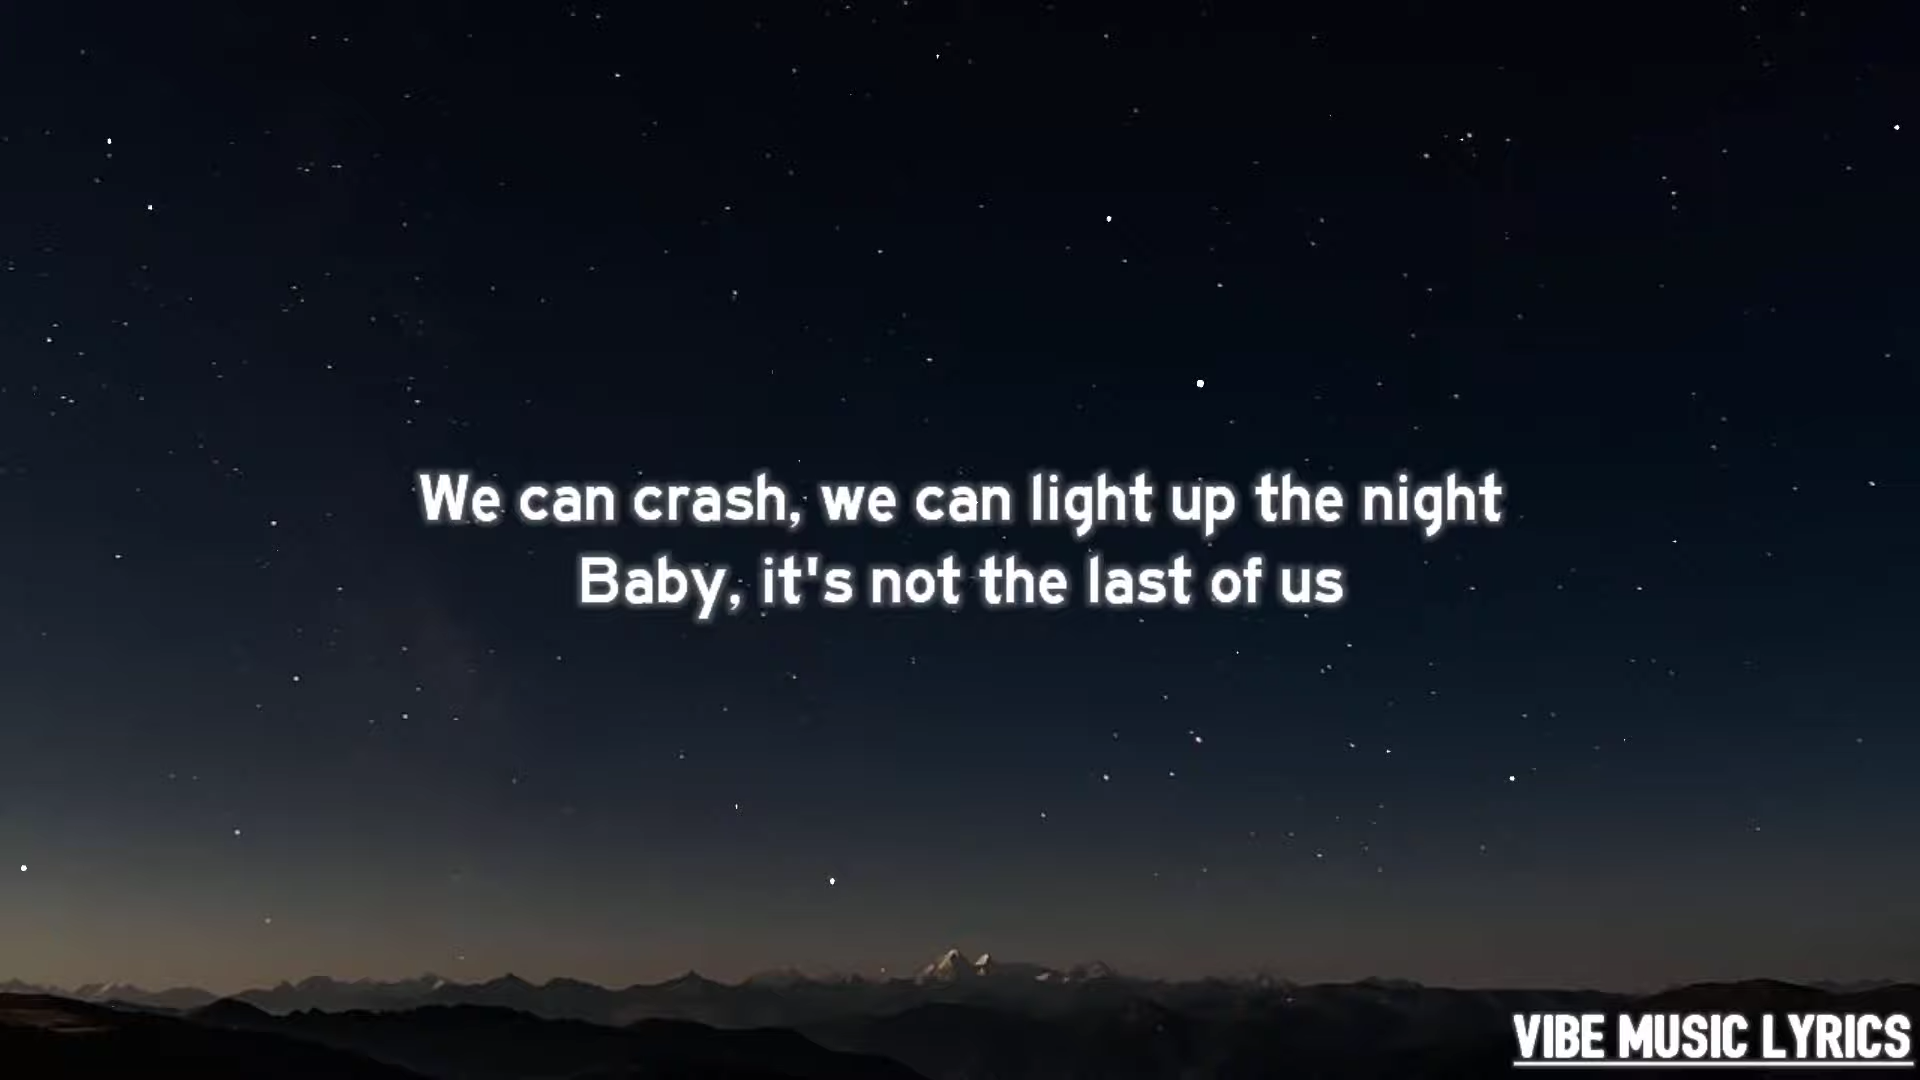 We can crash, we can light up the night
Baby, it's not the last of us
VIBE MUSIC LYRICS